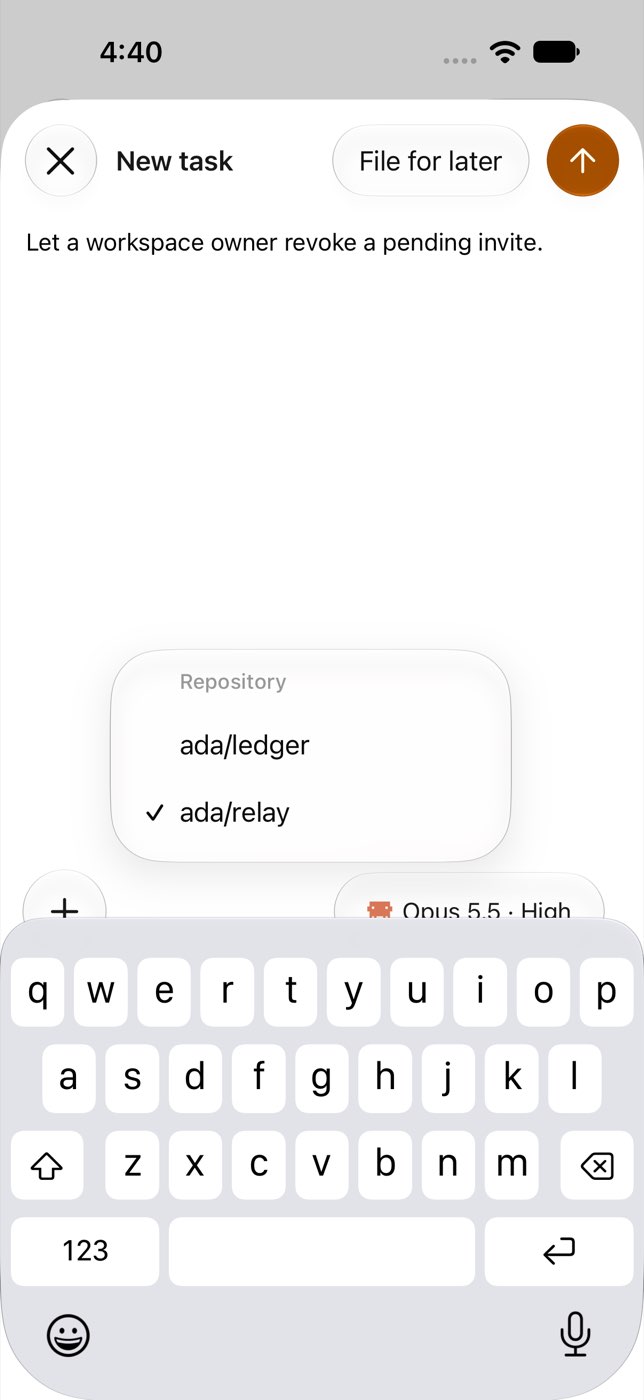 4:40
New task
File for later
Let a workspace owner revoke a pending invite.
Repository
ada/ledger
ada/relay
Opus 5.5 · High
q w e r t y u i o p
a s d f g h j k l
z x c v b n m
123